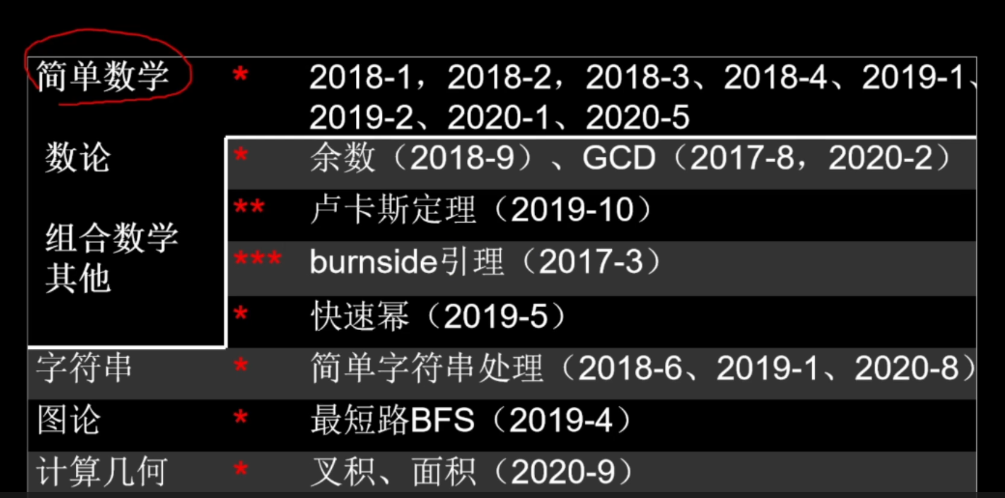 简单数学 * 2018-1，2018-2，2018-3、2018-4、2019-1、
2019-2、2020-1、2020-5
数论 * 余数（2018-9）、GCD（2017-8，2020-2）
** 卢卡斯定理（2019-10）
组合数学
*** burnside引理（2017-3）
其他
* 快速幂（2019-5）
字符串 * 简单字符串处理（2018-6、2019-1、2020-8）
图论 * 最短路BFS（2019-4）
计算几何 * 叉积、面积（2020-9）